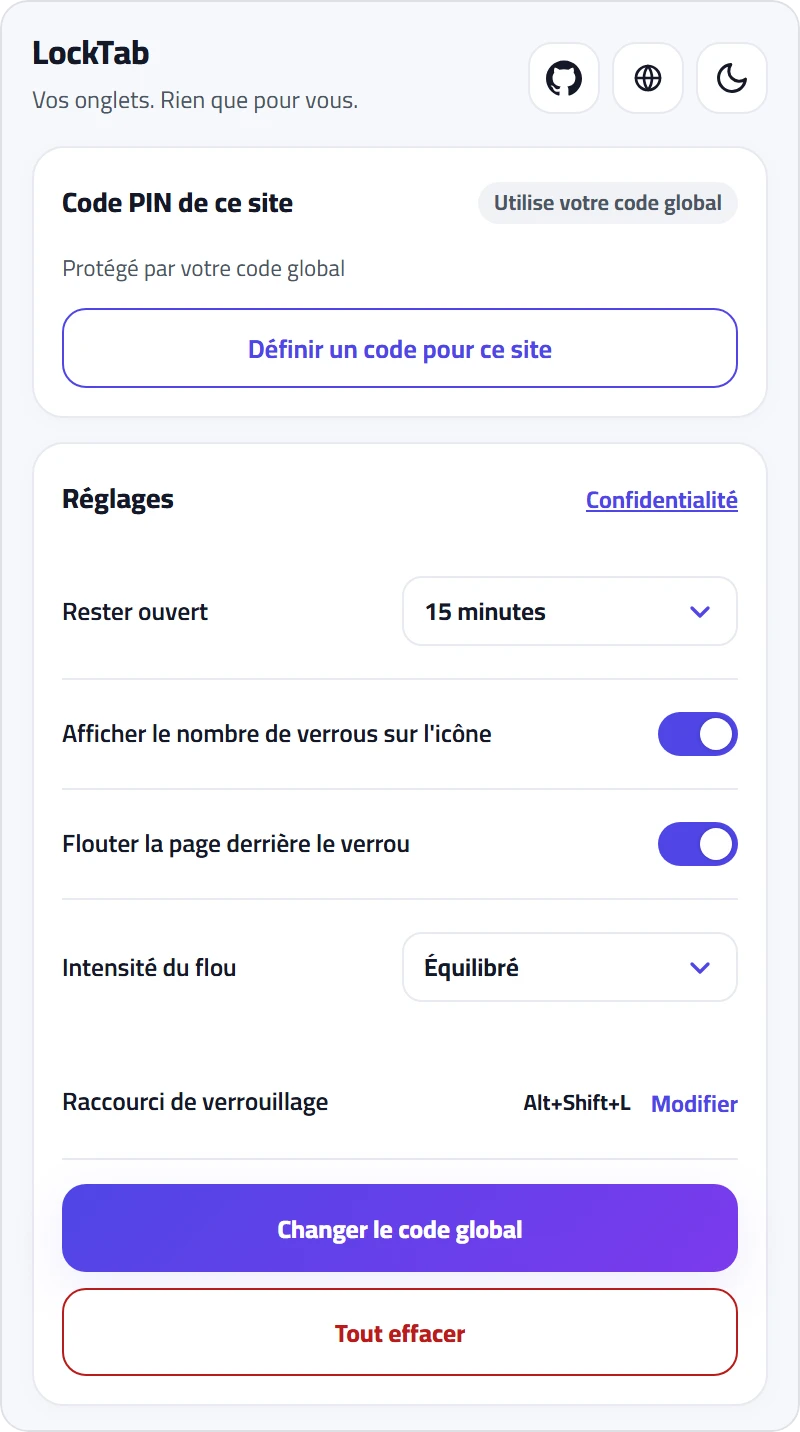 LockTab
Vos onglets. Rien que pour vous.
Code PIN de ce site
Utilise votre code global
Protégé par votre code global
Définir un code pour ce site
Réglages
Confidentialité
Rester ouvert
15 minutes
Afficher le nombre de verrous sur l'icône
Flouter la page derrière le verrou
Intensité du flou
Équilibré
Raccourci de verrouillage
Alt+Shift+L
Modifier
Changer le code global
Tout effacer